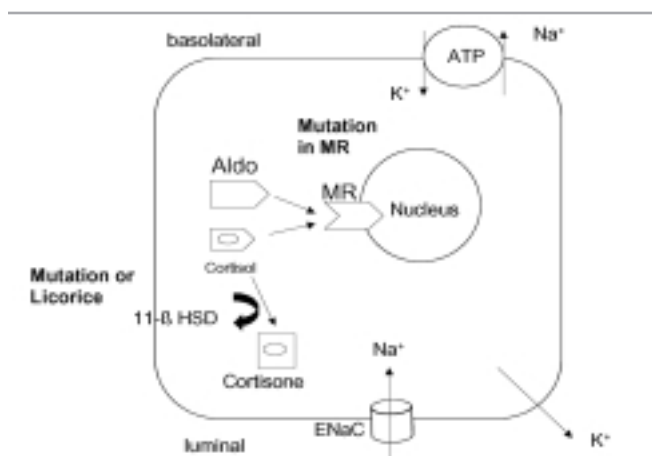 basolateral
Na⁺
ATP
K⁺
Mutation
in MR
Aldo
MR
Nucleus
Cortisol
Mutation or
Licorice
11-ß HSD
Cortisone
Na⁺
ENaC
K⁺
luminal